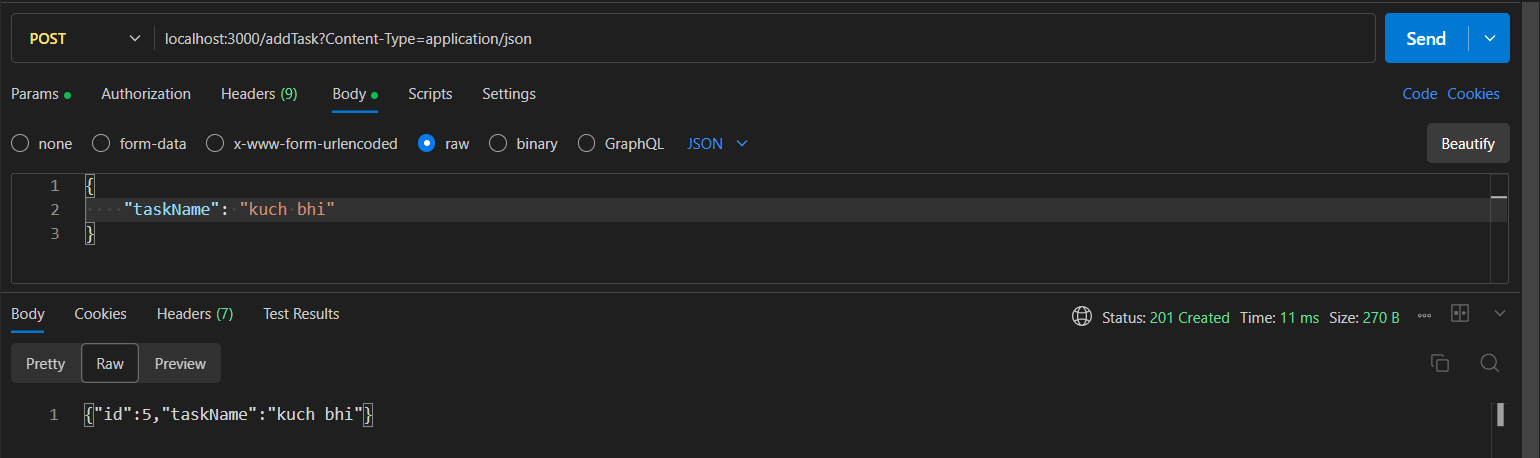 POST localhost:3000/addTask?Content-Type=application/json Send
Params Authorization Headers (9) Body Scripts Settings Code Cookies
none form-data x-www-form-urlencoded raw binary GraphQL JSON Beautify
1 {
2 "taskName": "kuch bhi"
3 }
Body Cookies Headers (7) Test Results Status: 201 Created Time: 11 ms Size: 270 B
Pretty Raw Preview
1 {"id":5,"taskName":"kuch bhi"}